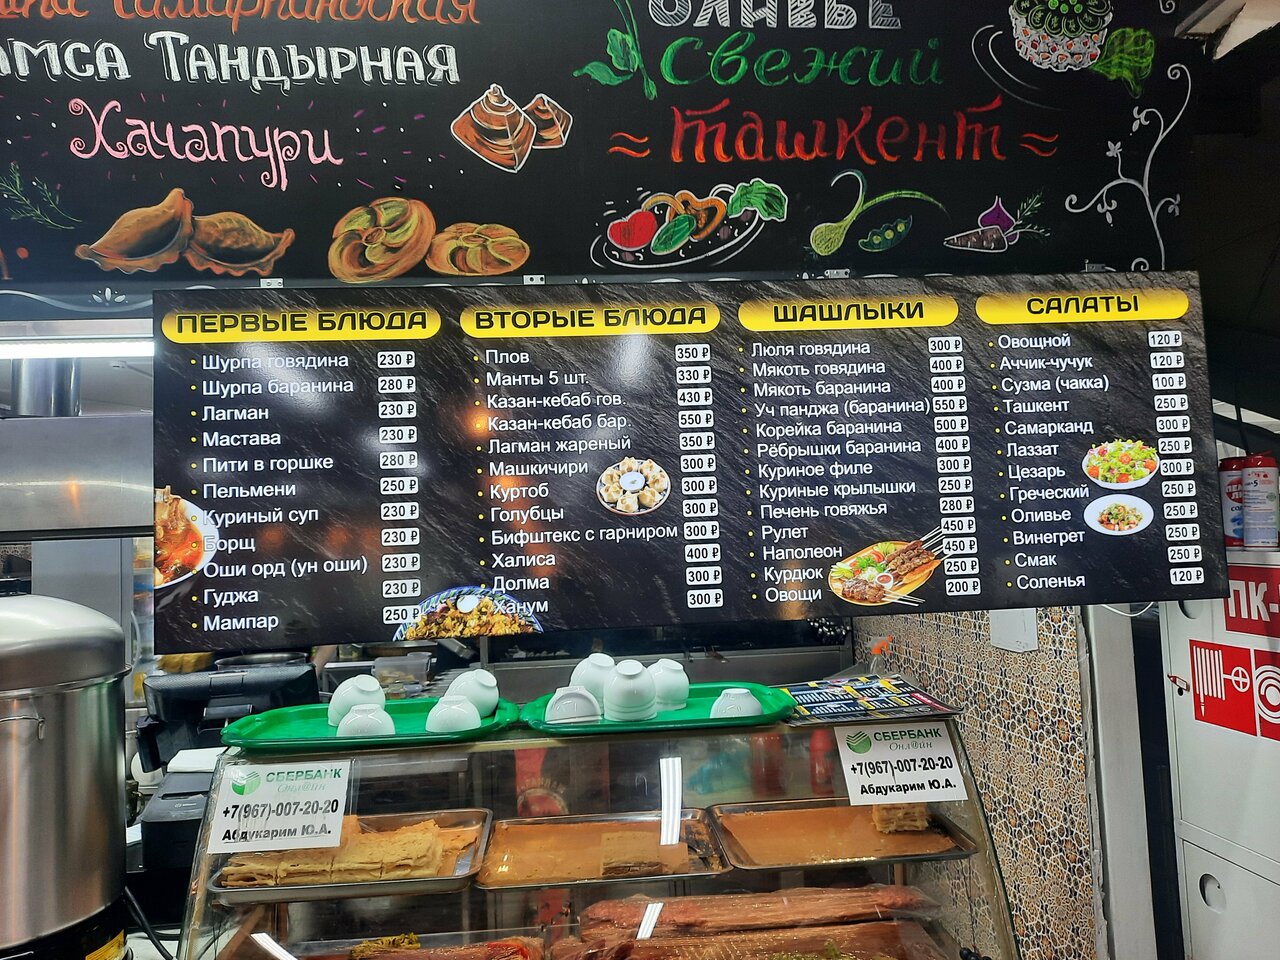 Самаркандская
САМСА ТАНДЫРНАЯ
Хачапури
ОЛИВЬЕ
Свежий
~ Ташкент ~
ПЕРВЫЕ БЛЮДА
Шурпа говядина 230 ₽
Шурпа баранина 280 ₽
Лагман 230 ₽
Мастава 230 ₽
Пити в горшке 280 ₽
Пельмени 250 ₽
Куриный суп 230 ₽
Борщ 230 ₽
Оши орд (ун оши) 230 ₽
Гуджа 230 ₽
Мампар 250 ₽
ВТОРЫЕ БЛЮДА
Плов 350 ₽
Манты 5 шт. 330 ₽
Казан-кебаб гов. 430 ₽
Казан-кебаб бар. 550 ₽
Лагман жареный 350 ₽
Машкичири 300 ₽
Куртоб 300 ₽
Голубцы 300 ₽
Бифштекс с гарниром 300 ₽
Халиса 400 ₽
Долма 300 ₽
Ханум 300 ₽
ШАШЛЫКИ
Люля говядина 300 ₽
Мякоть говядина 400 ₽
Мякоть баранина 400 ₽
Уч панджа (баранина) 550 ₽
Корейка баранина 500 ₽
Рёбрышки баранина 400 ₽
Куриное филе 300 ₽
Куриные крылышки 250 ₽
Печень говяжья 280 ₽
Рулет 450 ₽
Наполеон 450 ₽
Курдюк 250 ₽
Овощи 200 ₽
САЛАТЫ
Овощной 120 ₽
Аччик-чучук 120 ₽
Сузма (чакка) 100 ₽
Ташкент 250 ₽
Самарканд 300 ₽
Лаззат 250 ₽
Цезарь 300 ₽
Греческий 250 ₽
Оливье 250 ₽
Винегрет 250 ₽
Смак 250 ₽
Соленья 120 ₽
СБЕРБАНК
Онл@йн
+7(967)-007-20-20
Абдукарим Ю.А.
СБЕРБАНК
Онл@йн
+7(967)-007-20-20
Абдукарим Ю.А.
ПК-